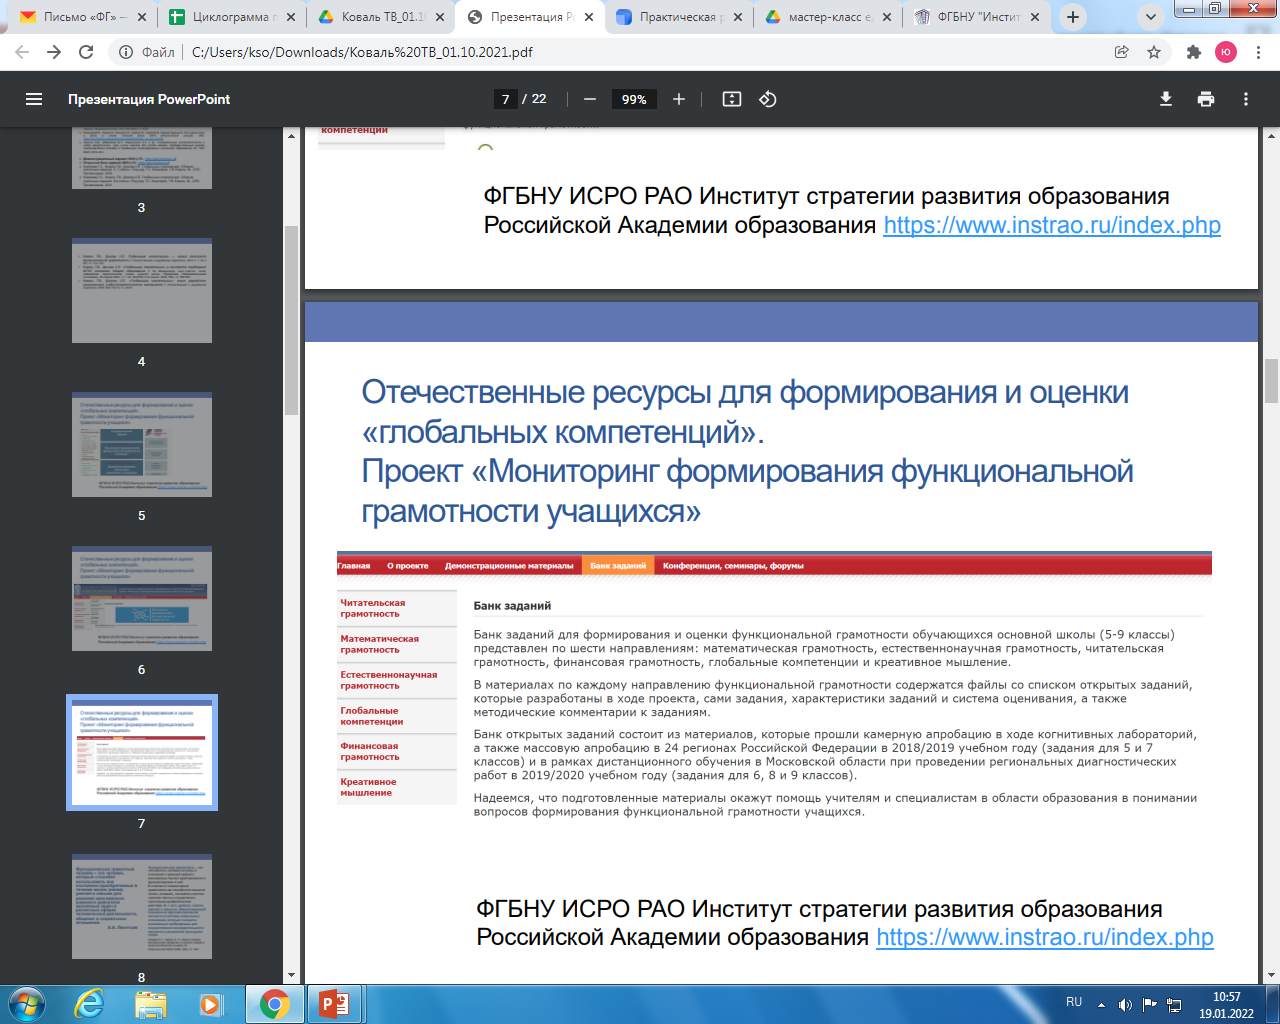 Письмо «ФГ» –
Циклограмма г
Коваль ТВ_01.10
Презентация Po
Практическая р
мастер-класс ед
ФГБНУ "Инстит
Файл
C:/Users/kso/Downloads/Коваль%20ТВ_01.10.2021.pdf
Ю
Презентация PowerPoint
7 / 22
99%
3
4
5
6
7
8
компетенции
ФГБНУ ИСРО РАО Институт стратегии развития образования
Российской Академии образования https://www.instrao.ru/index.php
Отечественные ресурсы для формирования и оценки
«глобальных компетенций».
Проект «Мониторинг формирования функциональной
грамотности учащихся»
Главная О проекте Демонстрационные материалы Банк заданий Конференции, семинары, форумы
Читательская
грамотность
Математическая
грамотность
Естественнонаучная
грамотность
Глобальные
компетенции
Финансовая
грамотность
Креативное
мышление
Банк заданий
Банк заданий для формирования и оценки функциональной грамотности обучающихся основной школы (5-9 классы)
представлен по шести направлениям: математическая грамотность, естественнонаучная грамотность, читательская
грамотность, финансовая грамотность, глобальные компетенции и креативное мышление.
В материалах по каждому направлению функциональной грамотности содержатся файлы со списком открытых заданий,
которые разработаны в ходе проекта, сами задания, характеристики заданий и система оценивания, а также
методические комментарии к заданиям.
Банк открытых заданий состоит из материалов, которые прошли камерную апробацию в ходе когнитивных лабораторий,
а также массовую апробацию в 24 регионах Российской Федерации в 2018/2019 учебном году (задания для 5 и 7
классов) и в рамках дистанционного обучения в Московской области при проведении региональных диагностических
работ в 2019/2020 учебном году (задания для 6, 8 и 9 классов).
Надеемся, что подготовленные материалы окажут помощь учителям и специалистам в области образования в понимании
вопросов формирования функциональной грамотности учащихся.
ФГБНУ ИСРО РАО Институт стратегии развития образования
Российской Академии образования https://www.instrao.ru/index.php
RU
10:57
19.01.2022